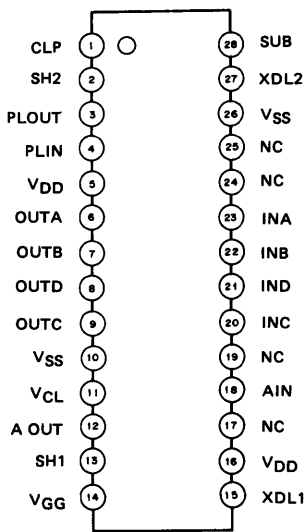 CLP 1 28 SUB
SH2 2 27 XDL2
PLOUT 3 26 VSS
PLIN 4 25 NC
VDD 5 24 NC
OUTA 6 23 INA
OUTB 7 22 INB
OUTD 8 21 IND
OUTC 9 20 INC
VSS 10 19 NC
VCL 11 18 AIN
A OUT 12 17 NC
SH1 13 16 VDD
VGG 14 15 XDL1